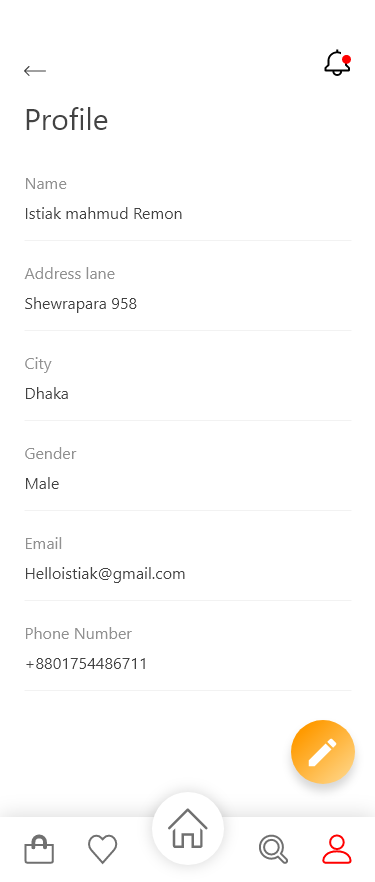 Profile
Name
Istiak mahmud Remon
Address lane
Shewrapara 958
City
Dhaka
Gender
Male
Email
Helloistiak@gmail.com
Phone Number
+8801754486711